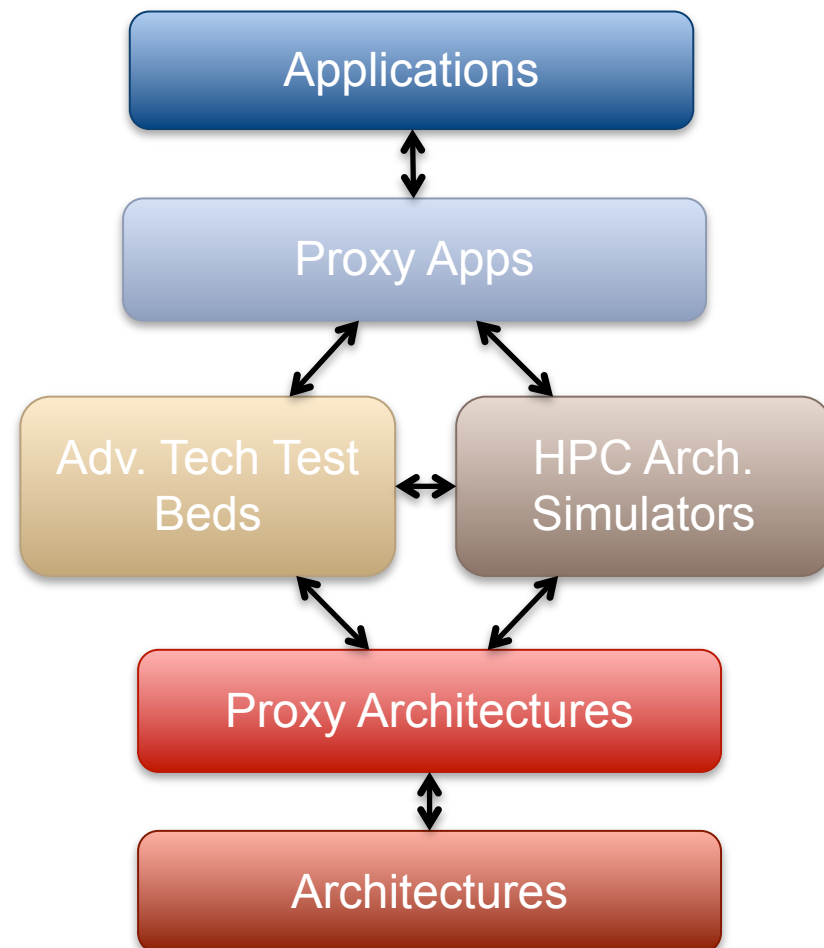 Applications
Proxy Apps
Adv. Tech Test
Beds
HPC Arch.
Simulators
Proxy Architectures
Architectures